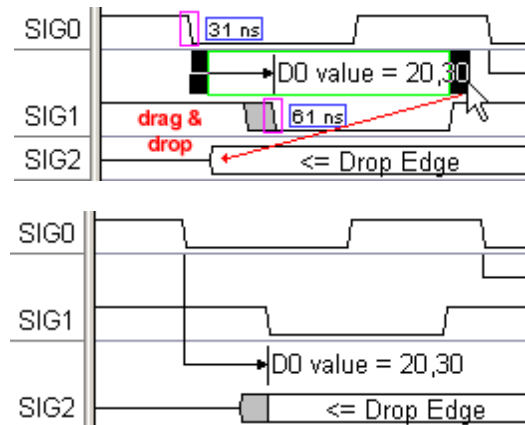 SIG0
31 ns
D0 value = 20,30
SIG1
drag &
drop
61 ns
SIG2
<= Drop Edge
SIG0
SIG1
D0 value = 20,30
SIG2
<= Drop Edge